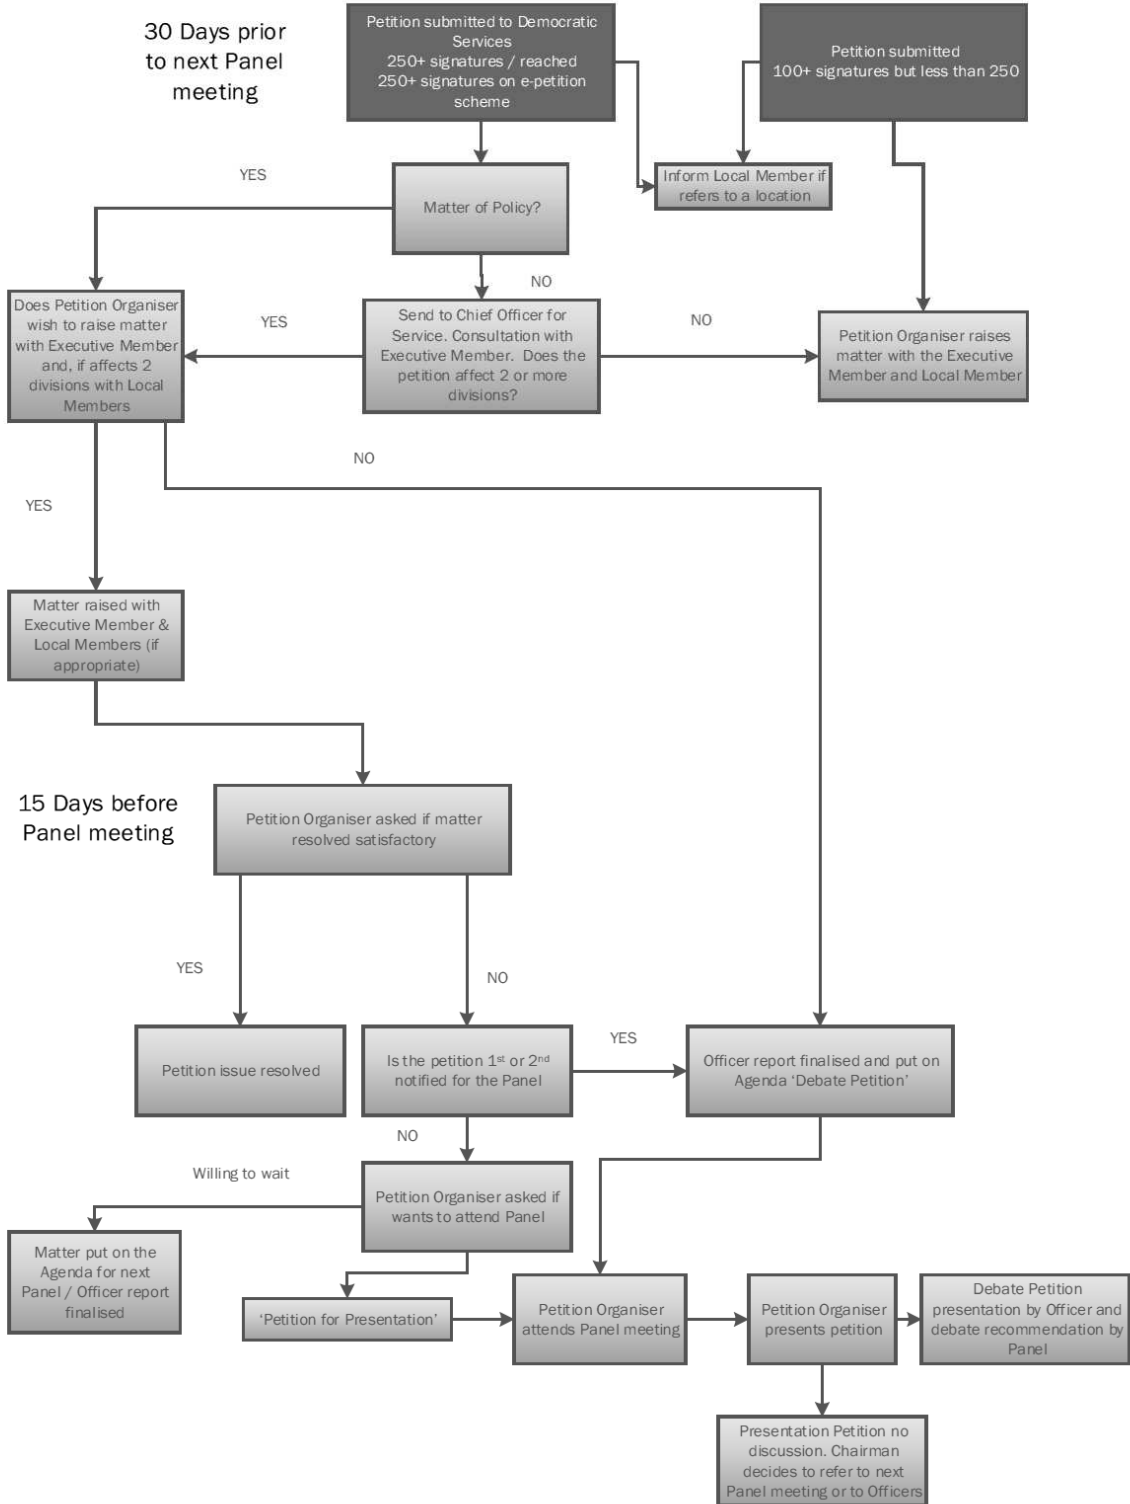 30 Days prior
to next Panel
meeting
Petition submitted to Democratic
Services
250+ signatures / reached
250+ signatures on e-petition
scheme
Petition submitted
100+ signatures but less than 250
YES
Matter of Policy?
Inform Local Member if
refers to a location
NO
Does Petition Organiser
wish to raise matter
with Executive Member
and, if affects 2
divisions with Local
Members
YES
Send to Chief Officer for
Service. Consultation with
Executive Member. Does the
petition affect 2 or more
divisions?
NO
Petition Organiser raises
matter with the Executive
Member and Local Member
NO
YES
Matter raised with
Executive Member &
Local Members (if
appropriate)
15 Days before
Panel meeting
Petition Organiser asked if matter
resolved satisfactory
YES
NO
Petition issue resolved
Is the petition 1st or 2nd
notified for the Panel
YES
Officer report finalised and put on
Agenda ‘Debate Petition’
NO
Willing to wait
Petition Organiser asked if
wants to attend Panel
Matter put on the
Agenda for next
Panel / Officer report
finalised
‘Petition for Presentation’
Petition Organiser
attends Panel meeting
Petition Organiser
presents petition
Debate Petition
presentation by Officer and
debate recommendation by
Panel
Presentation Petition no
discussion. Chairman
decides to refer to next
Panel meeting or to Officers